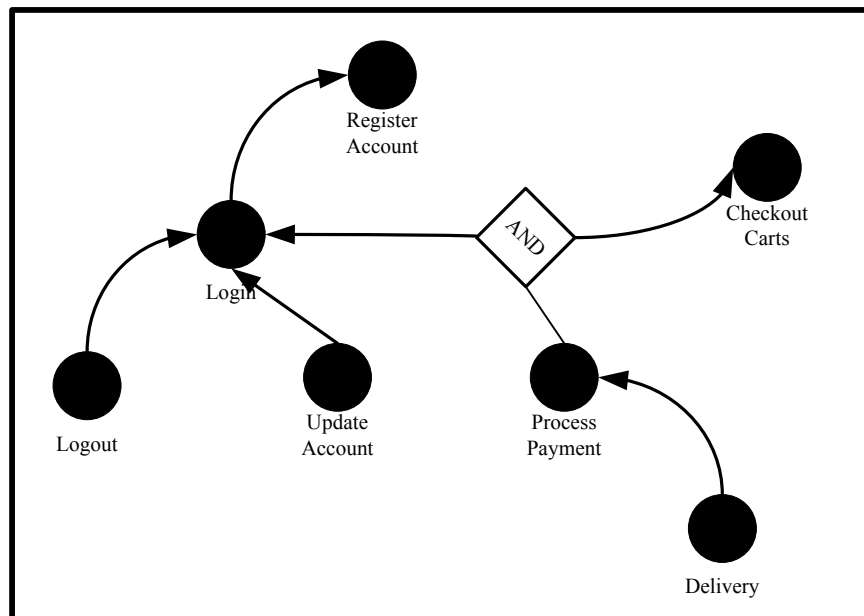 Register
Account
Checkout
Carts
AND
Login
Logout
Update
Account
Process
Payment
Delivery